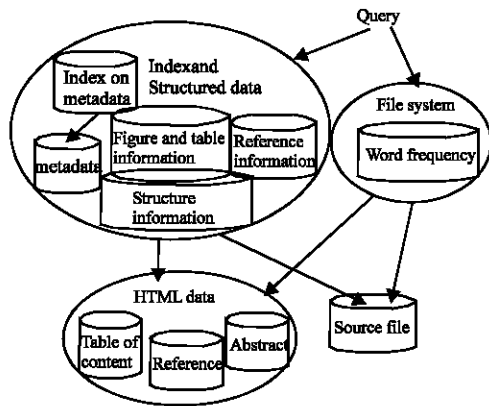 Query
Index on
metadata
Indexand
Structured data
File system
Figure and table
information
Reference
information
Word frequency
metadata
Structure
information
HTML data
Table of
content
Reference
Abstract
Source file